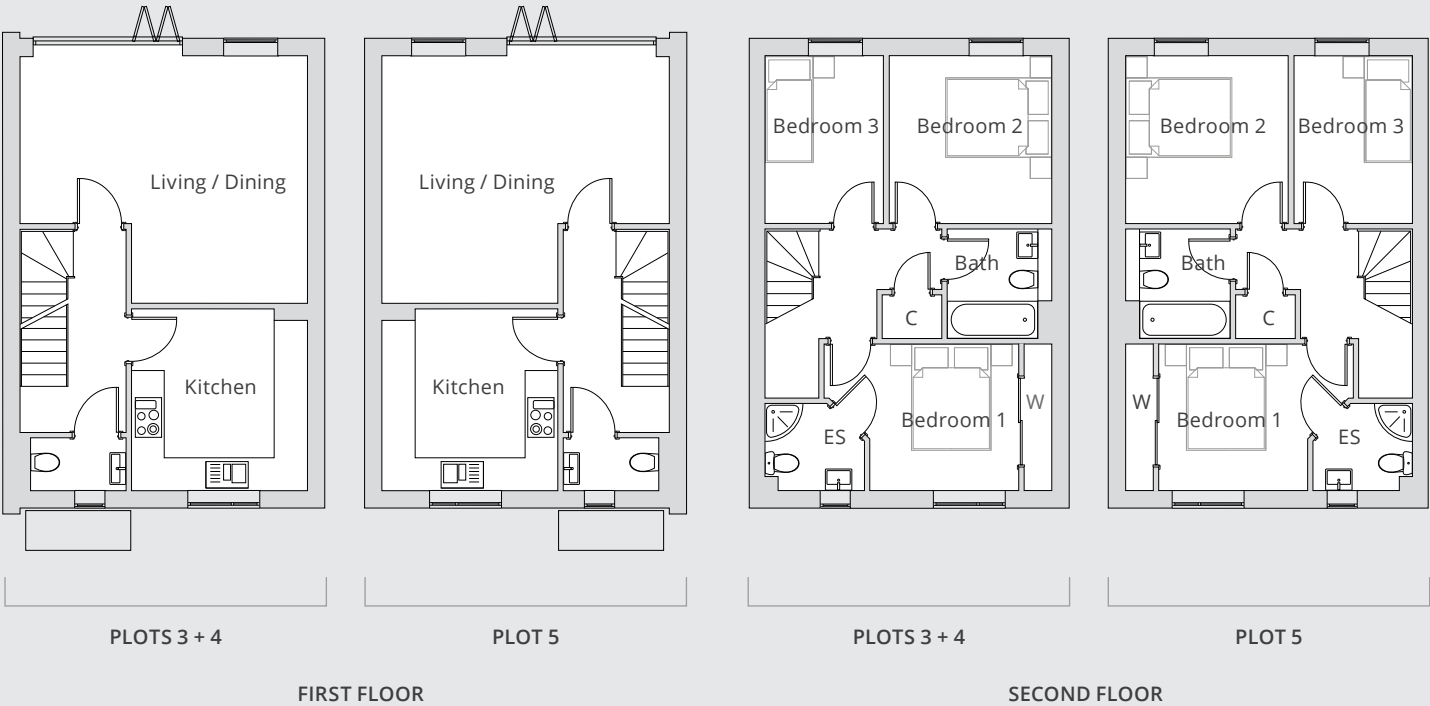 Living / Dining
Kitchen
Living / Dining
Kitchen
Bedroom 3
Bedroom 2
Bath
C
Bedroom 1
W
ES
Bedroom 2
Bedroom 3
Bath
C
W
Bedroom 1
ES
PLOTS 3 + 4
PLOT 5
PLOTS 3 + 4
PLOT 5
FIRST FLOOR
SECOND FLOOR